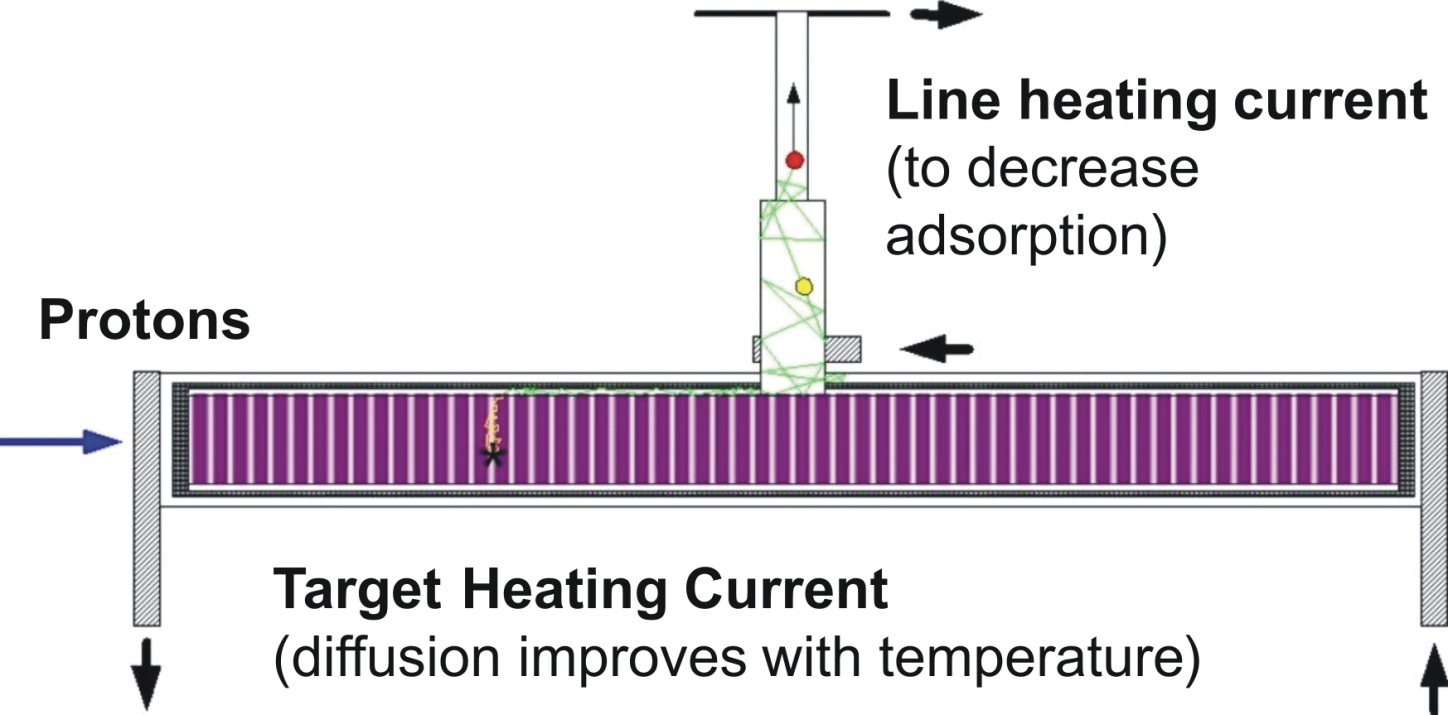 Line heating current
(to decrease
adsorption)
Protons
Target Heating Current
(diffusion improves with temperature)